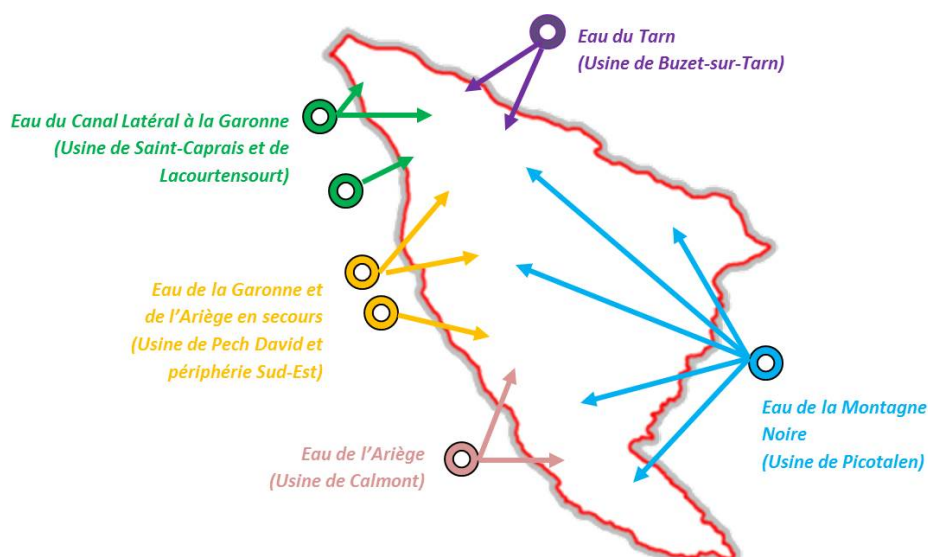 Eau du Tarn
(Usine de Buzet-sur-Tarn)
Eau du Canal Latéral à la Garonne
(Usine de Saint-Caprais et de
Lacourtensourt)
Eau de la Garonne et
de l'Ariège en secours
(Usine de Pech David et
périphérie Sud-Est)
Eau de la Montagne
Noire
(Usine de Picotalen)
Eau de l'Ariège
(Usine de Calmont)